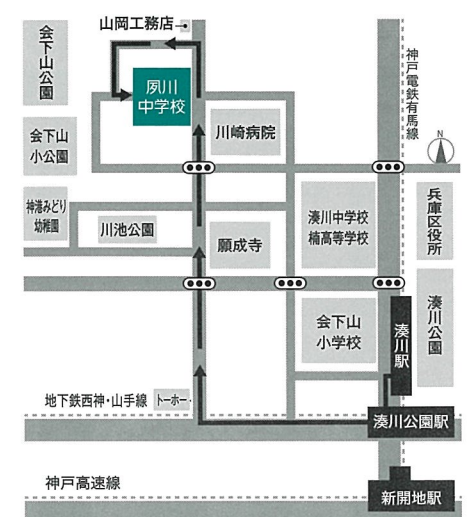 山岡工務店
会下山公園
夙川
中学校
神戸電鉄有馬線
川崎病院
N
会下山
小公園
神港みどり
幼稚園
川池公園
願成寺
湊川中学校
楠高等学校
兵庫区役所
会下山
小学校
湊川駅
湊川公園
地下鉄西神・山手線
トーホー
湊川公園駅
神戸高速線
新開地駅